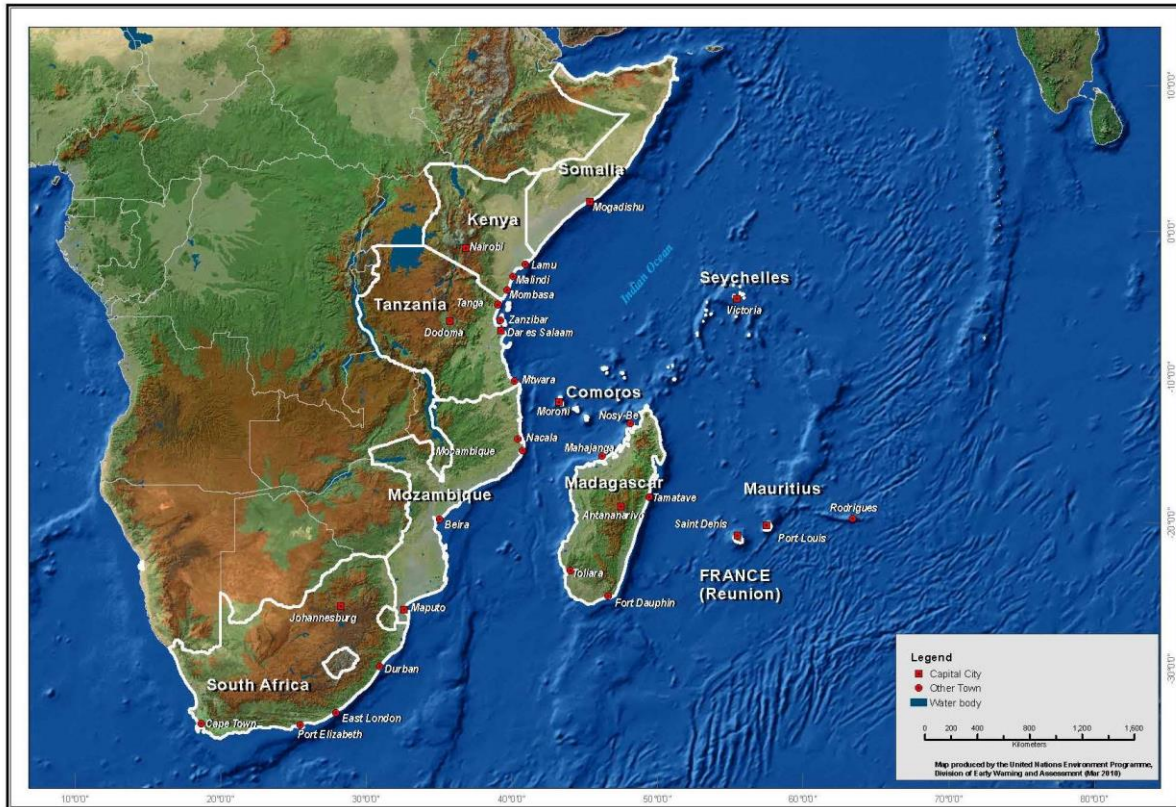 Somalia
Mogadishu
Kenya
Nairobi
Lamu
Malindi
Mombasa
Indian Ocean
Seychelles
Victoria
Tanzania
Tanga
Zanzibar
Dodoma
Dar es Salaam
Mtwara
Comoros
Moroni
Nosy-Be
Nacala
Mocambique
Mahajanga
Madagascar
Tamatave
Mozambique
Antananarivo
Mauritius
Rodrigues
Beira
Saint Denis
Port Louis
Toliara
FRANCE
(Reunion)
Fort Dauphin
Johannesburg
Maputo
Durban
South Africa
Cape Town
East London
Port Elizabeth
Legend
Capital City
Other Town
Water body
0 200 400 800 1,200 1,600
Kilometers
Map produced by the United Nations Environment Programme,
Division of Early Warning and Assessment (Mar 2010)
10°0'0"
0°0'0"
-10°0'0"
-20°0'0"
-30°0'0"
10°0'0" 20°0'0" 30°0'0" 40°0'0" 50°0'0" 60°0'0" 70°0'0" 80°0'0"